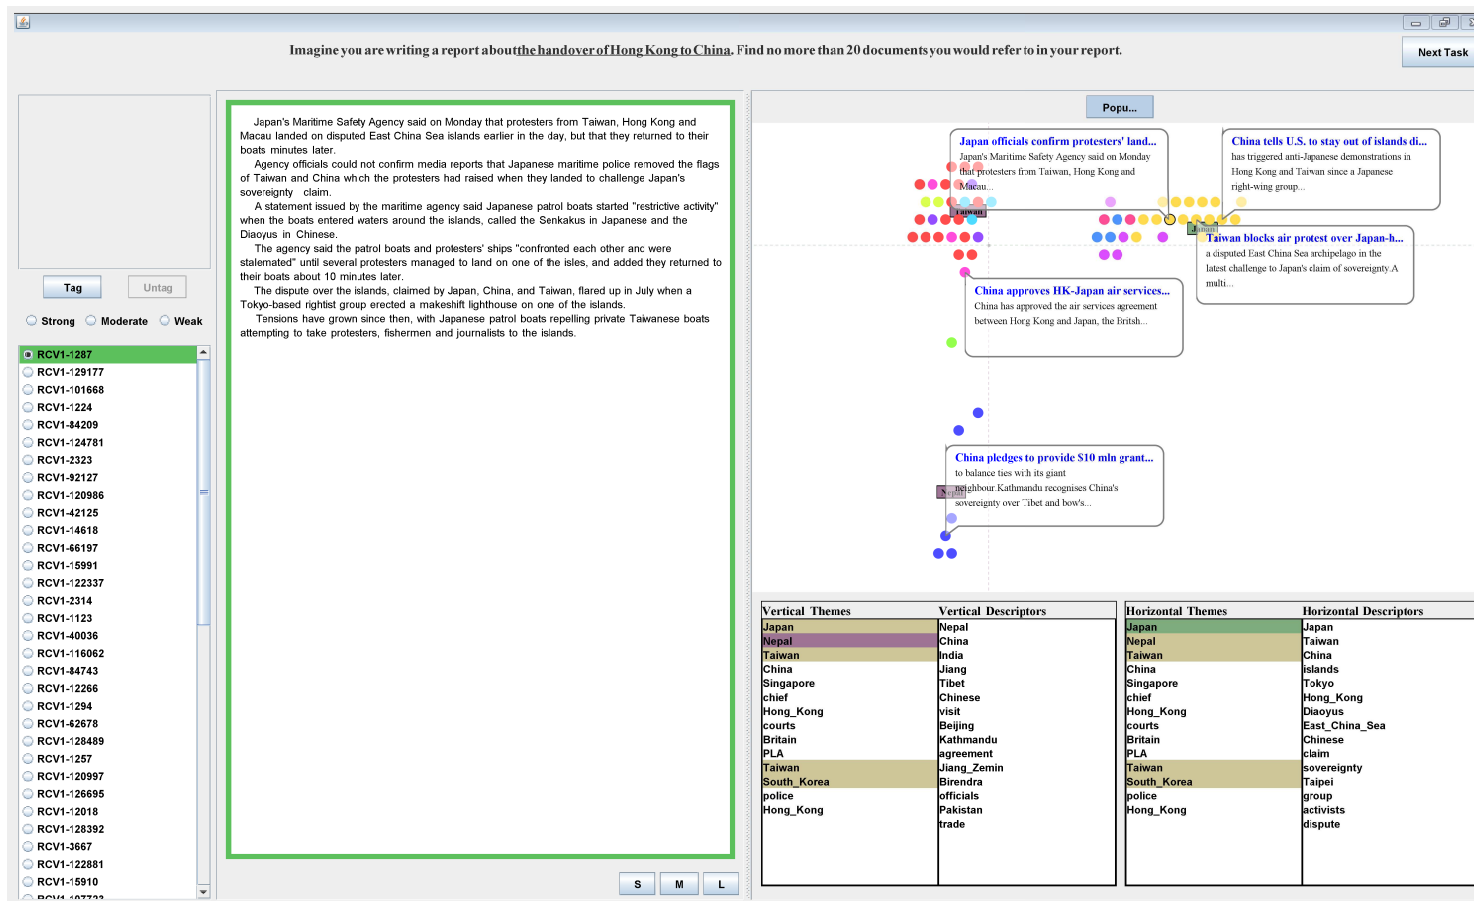 Imagine you are writing a report about the handover of Hong Kong to China. Find no more than 20 documents you would refer to in your report.
Next Task
Tag
Untag
Strong
Moderate
Weak
RCV1-1287
RCV1-129177
RCV1-101668
RCV1-1224
RCV1-84209
RCV1-124781
RCV1-2323
RCV1-92127
RCV1-120986
RCV1-42125
RCV1-14618
RCV1-66197
RCV1-15991
RCV1-122337
RCV1-2314
RCV1-1123
RCV1-40036
RCV1-116062
RCV1-84743
RCV1-12266
RCV1-1294
RCV1-62678
RCV1-128489
RCV1-1257
RCV1-120997
RCV1-126695
RCV1-12018
RCV1-128392
RCV1-3667
RCV1-122881
RCV1-15910
Japan's Maritime Safety Agency said on Monday that protesters from Taiwan, Hong Kong and
Macau landed on disputed East China Sea islands earlier in the day, but that they returned to their
boats minutes later.
Agency officials could not confirm media reports that Japanese maritime police removed the flags
of Taiwan and China which the protesters had raised when they landed to challenge Japan's
sovereignty claim.
A statement issued by the maritime agency said Japanese patrol boats started "restrictive activity"
when the boats entered waters around the islands, called the Senkakus in Japanese and the
Diaoyus in Chinese.
The agency said the patrol boats and protesters' ships "confronted each other and were
stalemated" until several protesters managed to land on one of the isles, and added they returned to
their boats about 10 minutes later.
The dispute over the islands, claimed by Japan, China, and Taiwan, flared up in July when a
Tokyo-based rightist group erected a makeshift lighthouse on one of the islands.
Tensions have grown since then, with Japanese patrol boats repelling private Taiwanese boats
attempting to take protesters, fishermen and journalists to the islands.
S
M
L
Popu...
Japan officials confirm protesters' land...
Japan's Maritime Safety Agency said on Monday
that protesters from Taiwan, Hong Kong and
Macau...
Taiwan
China tells U.S. to stay out of islands di...
has triggered anti-Japanese demonstrations in
Hong Kong and Taiwan since a Japanese
right-wing group...
Japan
Taiwan blocks air protest over Japan-h...
a disputed East China Sea archipelago in the
latest challenge to Japan's claim of sovereignty.A
multi...
China approves HK-Japan air services...
China has approved the air services agreement
between Hong Kong and Japan, the British...
China pledges to provide $10 mln grant...
to balance ties with its giant
neighbour.Kathmandu recognises China's
sovereignty over Tibet and bow's...
Nepal
Vertical Themes
Japan
Nepal
Taiwan
China
Singapore
chief
Hong_Kong
courts
Britain
PLA
Taiwan
South_Korea
police
Hong_Kong
Vertical Descriptors
Nepal
China
India
Jiang
Tibet
Chinese
visit
Beijing
Kathmandu
agreement
Jiang_Zemin
Birendra
officials
Pakistan
trade
Horizontal Themes
Japan
Nepal
Taiwan
China
Singapore
chief
Hong_Kong
courts
Britain
PLA
Taiwan
South_Korea
police
Hong_Kong
Horizontal Descriptors
Japan
Taiwan
China
islands
Tokyo
Hong_Kong
Diaoyus
East_China_Sea
Chinese
claim
sovereignty
Taipei
group
activists
dispute